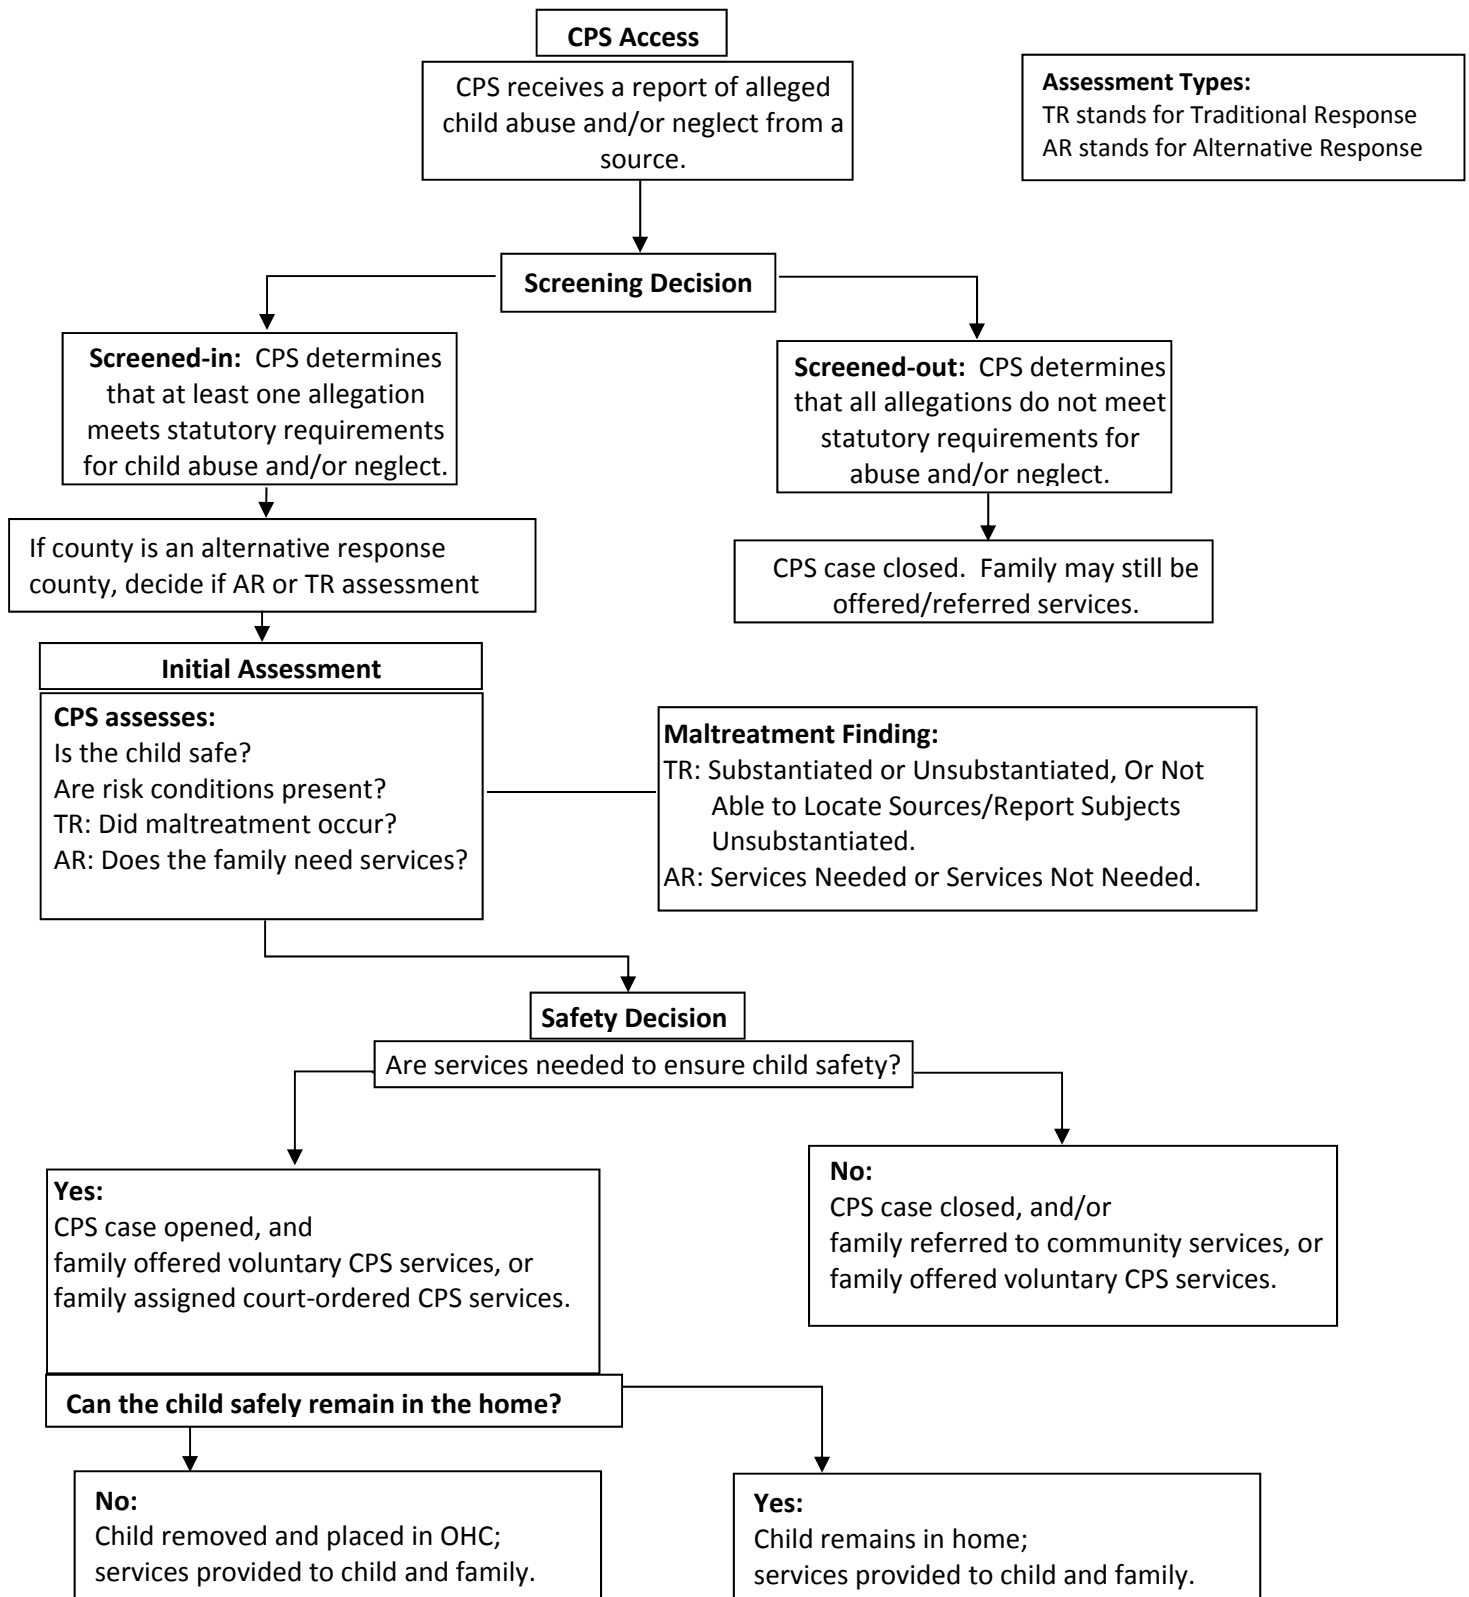 CPS Access
CPS receives a report of alleged
child abuse and/or neglect from a
source.
Assessment Types:
TR stands for Traditional Response
AR stands for Alternative Response
Screening Decision
Screened-in: CPS determines
that at least one allegation
meets statutory requirements
for child abuse and/or neglect.
Screened-out: CPS determines
that all allegations do not meet
statutory requirements for
abuse and/or neglect.
If county is an alternative response
county, decide if AR or TR assessment
CPS case closed. Family may still be
offered/referred services.
Initial Assessment
CPS assesses:
Is the child safe?
Are risk conditions present?
TR: Did maltreatment occur?
AR: Does the family need services?
Maltreatment Finding:
TR: Substantiated or Unsubstantiated, Or Not
Able to Locate Sources/Report Subjects
Unsubstantiated.
AR: Services Needed or Services Not Needed.
Safety Decision
Are services needed to ensure child safety?
Yes:
CPS case opened, and
family offered voluntary CPS services, or
family assigned court-ordered CPS services.
No:
CPS case closed, and/or
family referred to community services, or
family offered voluntary CPS services.
Can the child safely remain in the home?
No:
Child removed and placed in OHC;
services provided to child and family.
Yes:
Child remains in home;
services provided to child and family.